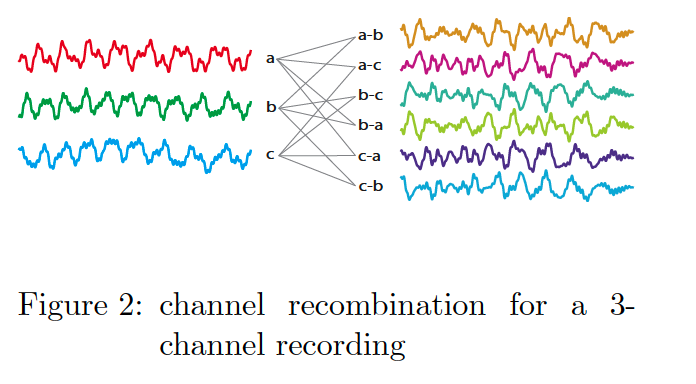 a
b
c
a-b
a-c
b-c
b-a
c-a
c-b
Figure 2: channel recombination for a 3-
channel recording